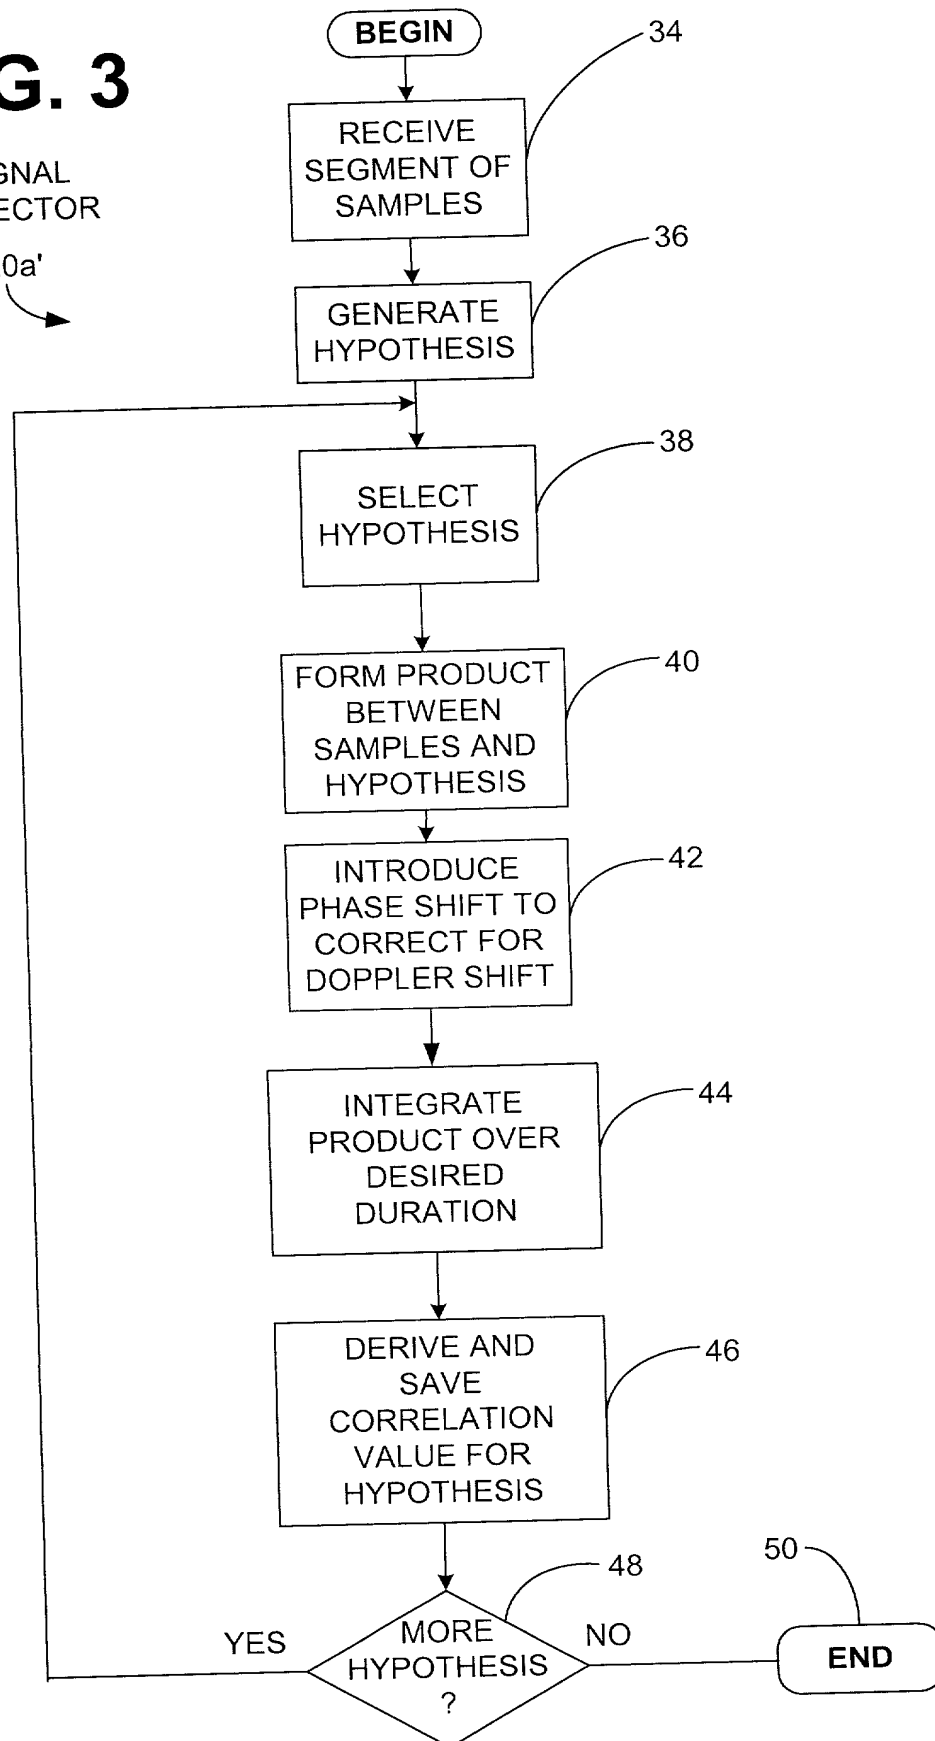 BEGIN
34
G. 3
RECEIVE
SEGMENT OF
SAMPLES
GNAL
ECTOR
0a'
36
GENERATE
HYPOTHESIS
38
SELECT
HYPOTHESIS
40
FORM PRODUCT
BETWEEN
SAMPLES AND
HYPOTHESIS
42
INTRODUCE
PHASE SHIFT TO
CORRECT FOR
DOPPLER SHIFT
44
INTEGRATE
PRODUCT OVER
DESIRED
DURATION
46
DERIVE AND
SAVE
CORRELATION
VALUE FOR
HYPOTHESIS
48
50
YES
MORE
HYPOTHESIS
?
NO
END